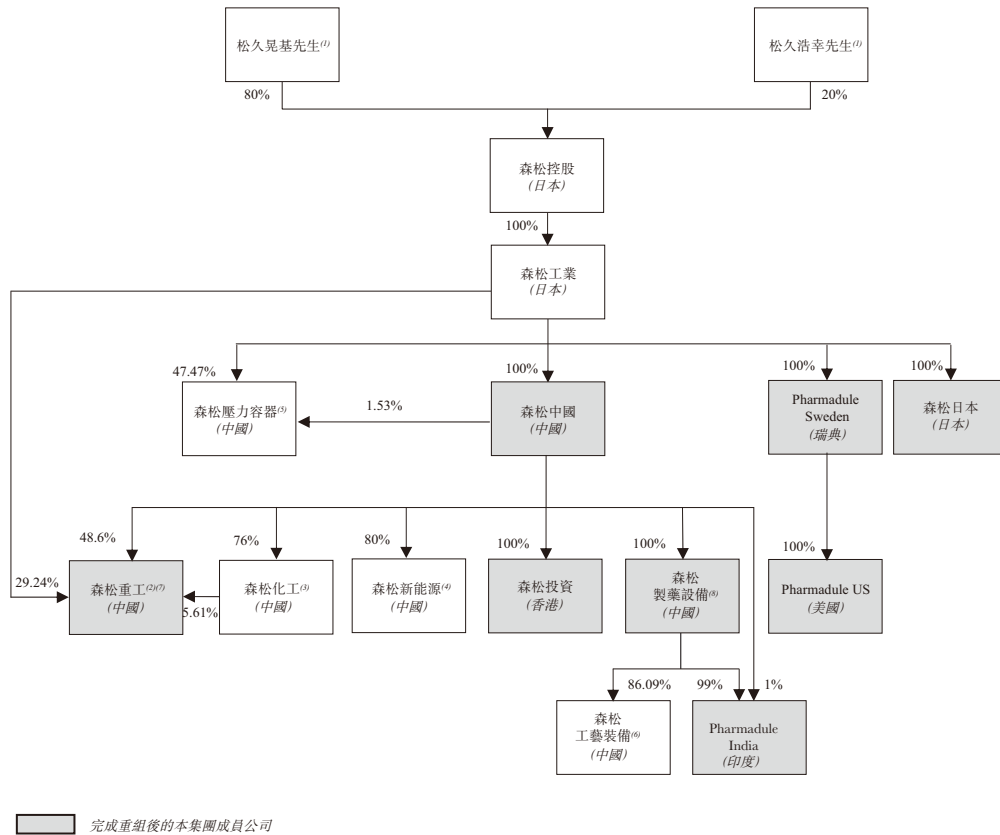 松久晃基先生(1)
松久浩幸先生(1)
80%
20%
森松控股
(日本)
100%
森松工業
(日本)
47.47%
100%
100%
100%
森松壓力容器(5)
(中國)
1.53%
森松中國
(中國)
Pharmadule
Sweden
(瑞典)
森松日本
(日本)
48.6%
76%
80%
100%
100%
100%
29.24%
森松重工(2)(7)
(中國)
5.61%
森松化工(3)
(中國)
森松新能源(4)
(中國)
森松投資
(香港)
森松
製藥設備(8)
(中國)
Pharmadule US
(美國)
86.09%
99%
1%
森松
工藝裝備(6)
(中國)
Pharmadule
India
(印度)
完成重組後的本集團成員公司